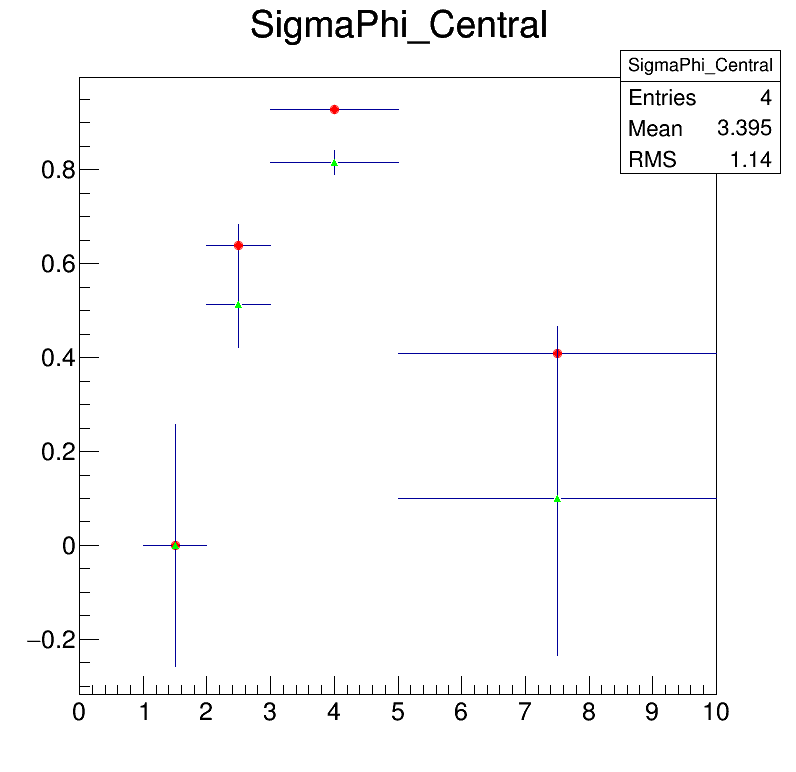 SigmaPhi_Central
SigmaPhi_Central
Entries 4
Mean 3.395
RMS 1.14
0.8
0.6
0.4
0.2
0
−0.2
0 1 2 3 4 5 6 7 8 9 10